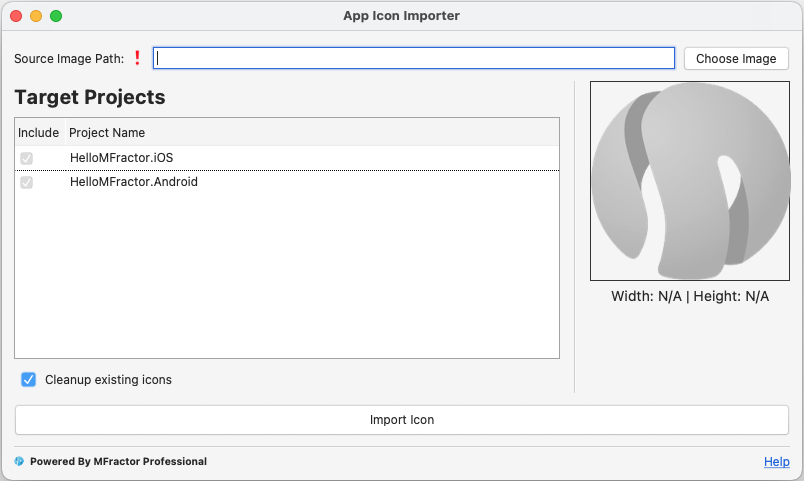 App Icon Importer
Source Image Path: ! Choose Image
Target Projects
Include Project Name
HelloMFractor.iOS
HelloMFractor.Android
Width: N/A | Height: N/A
Cleanup existing icons
Import Icon
Powered By MFractor Professional Help